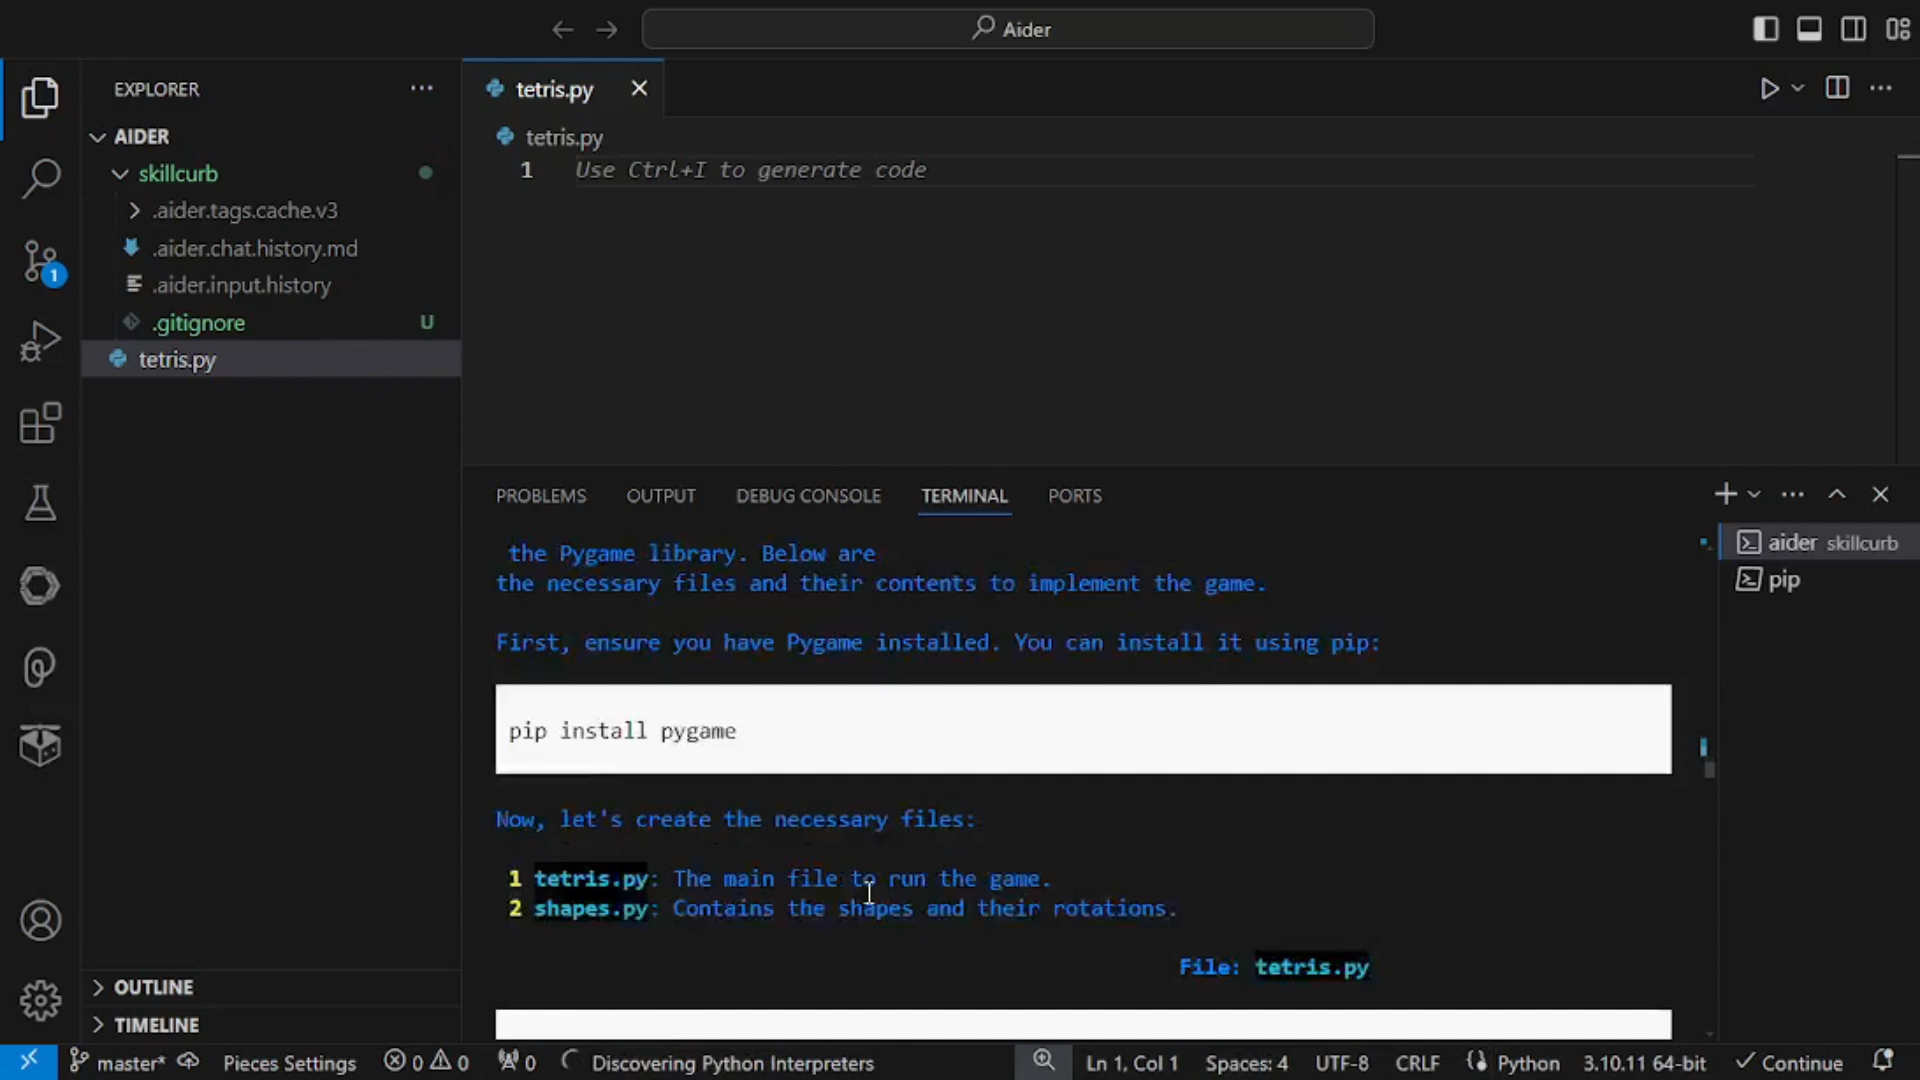 Aider
EXPLORER
AIDER
skillcurb
.aider.tags.cache.v3
.aider.chat.history.md
.aider.input.history
.gitignore U
tetris.py
OUTLINE
TIMELINE
1
tetris.py
tetris.py
1 Use Ctrl+I to generate code
PROBLEMS OUTPUT DEBUG CONSOLE TERMINAL PORTS
the Pygame library. Below are
the necessary files and their contents to implement the game.
First, ensure you have Pygame installed. You can install it using pip:
pip install pygame
Now, let's create the necessary files:
1 tetris.py: The main file to run the game.
2 shapes.py: Contains the shapes and their rotations.
File: tetris.py
aider skillcurb
pip
master* Pieces Settings 0 0 0 Discovering Python Interpreters Ln 1, Col 1 Spaces: 4 UTF-8 CRLF Python 3.10.11 64-bit Continue